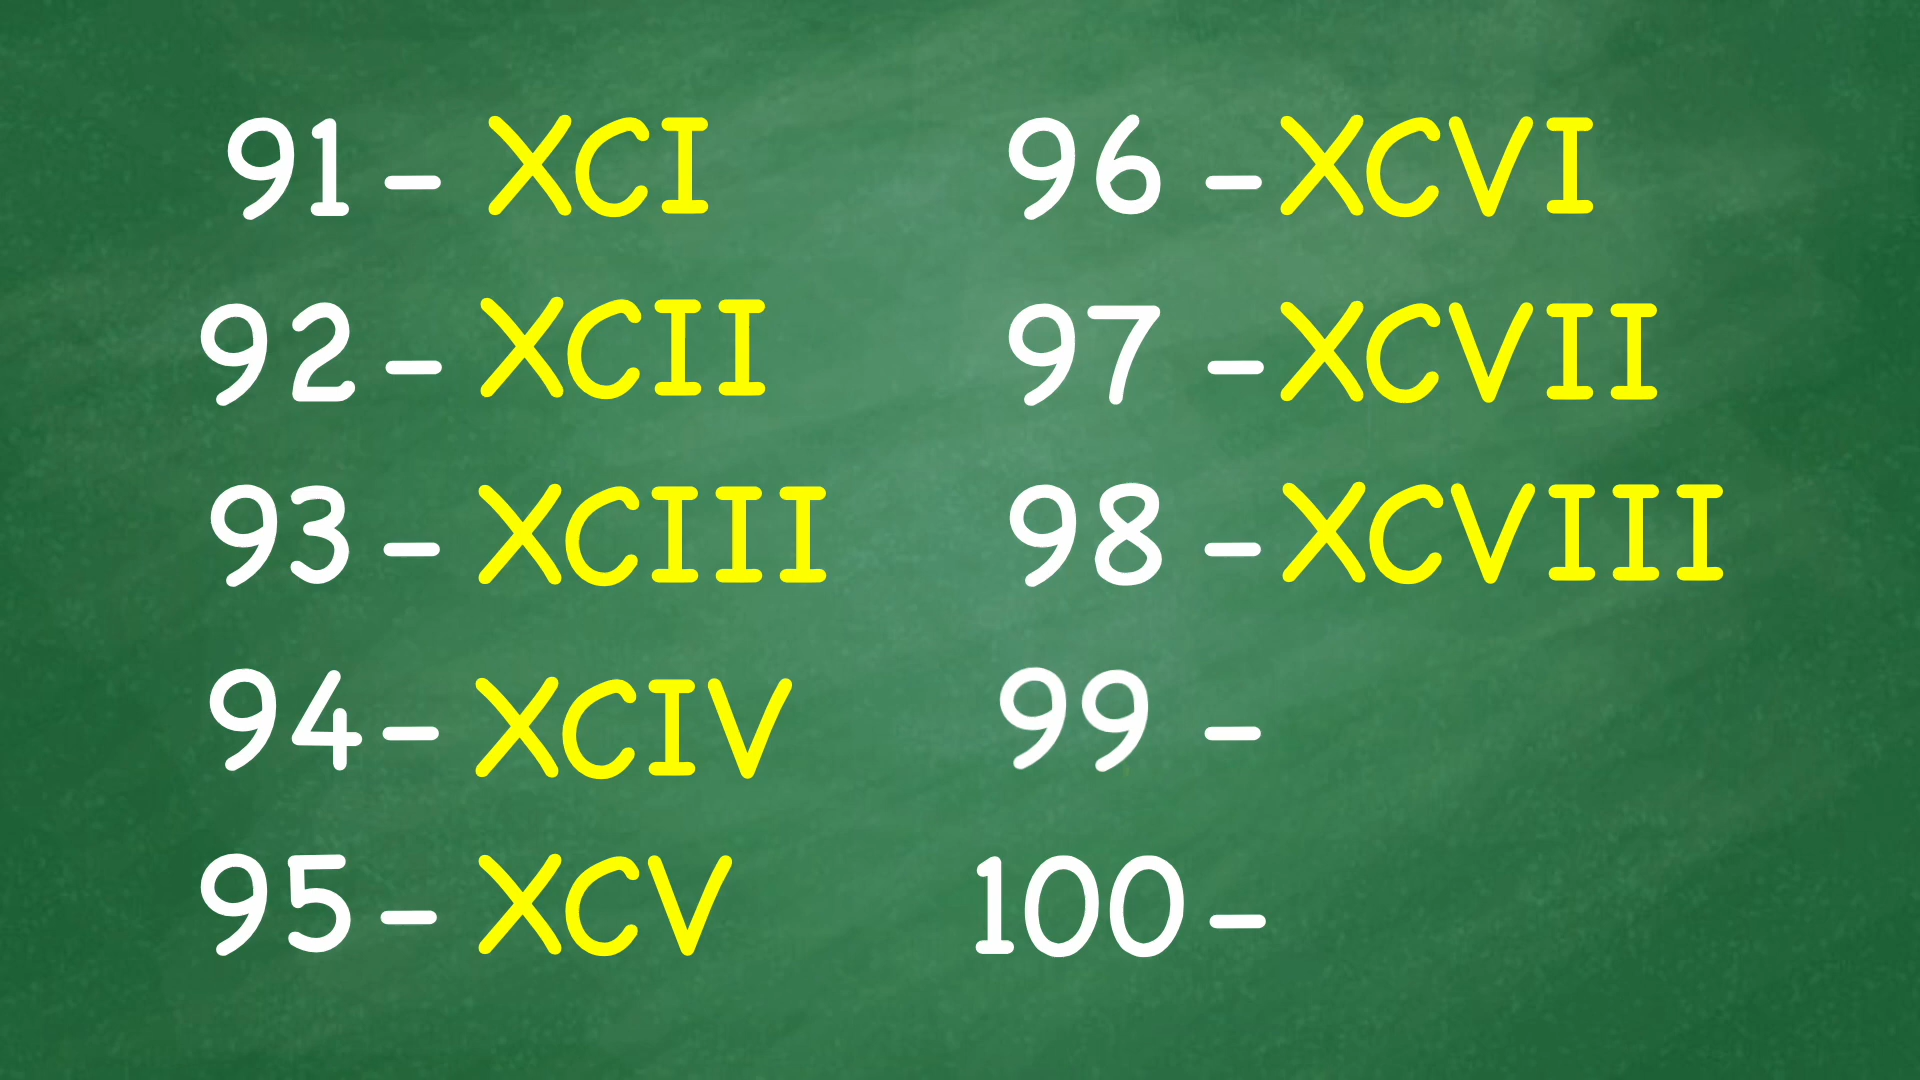 91 - XCI
92 - XCII
93 - XCIII
94 - XCIV
95 - XCV
96 - XCVI
97 - XCVII
98 - XCVIII
99 -
100 -